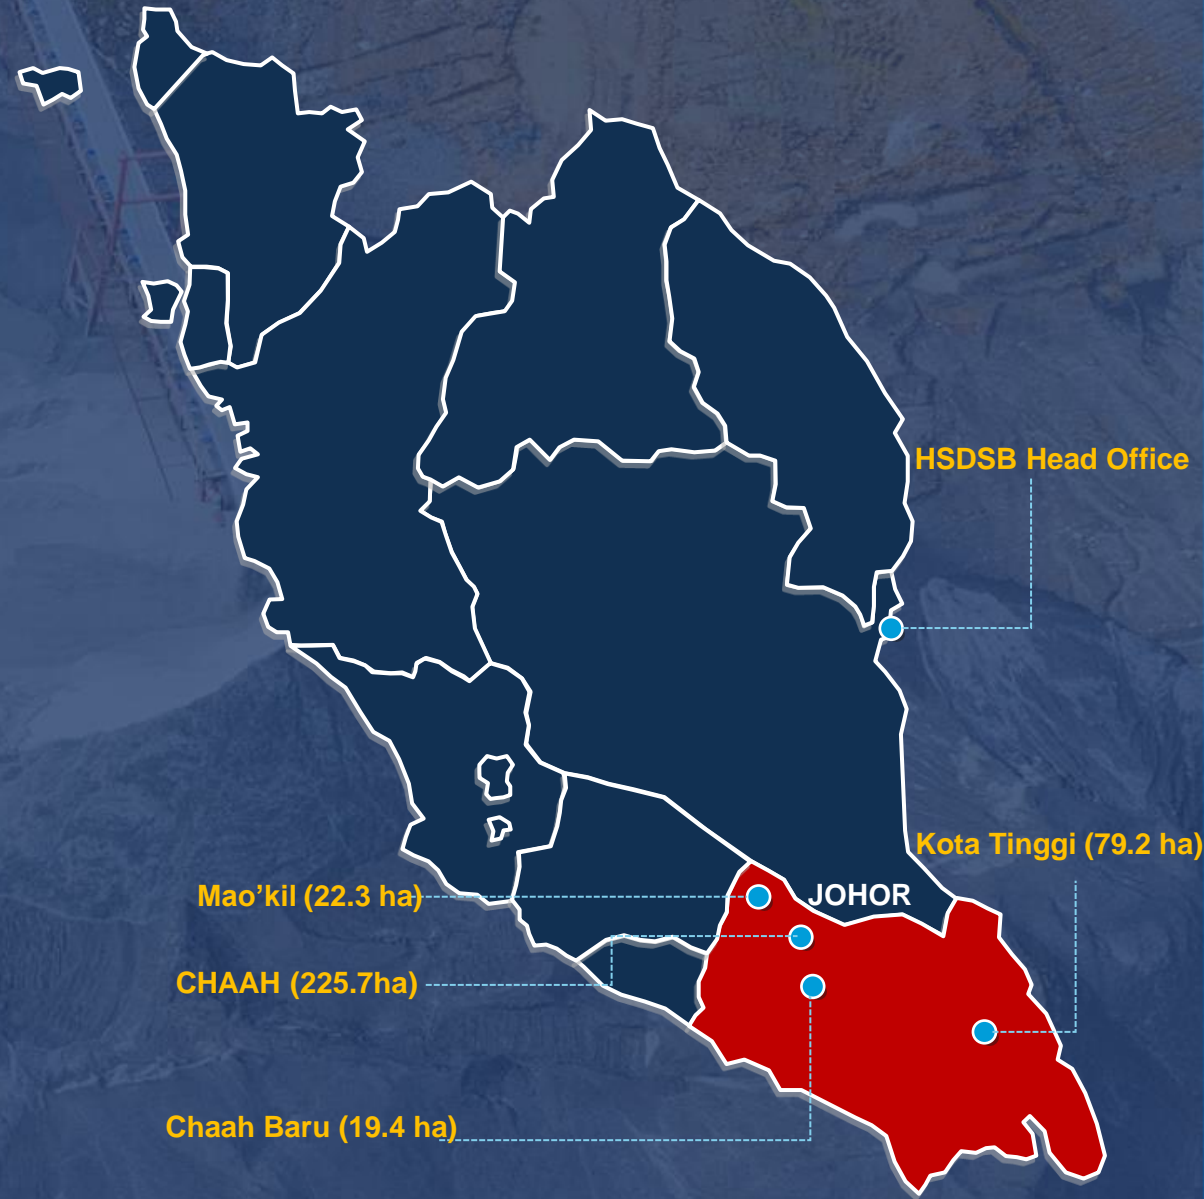 HSDSB Head Office
Kota Tinggi (79.2 ha)
Mao’kil (22.3 ha)
JOHOR
CHAAH (225.7ha)
Chaah Baru (19.4 ha)